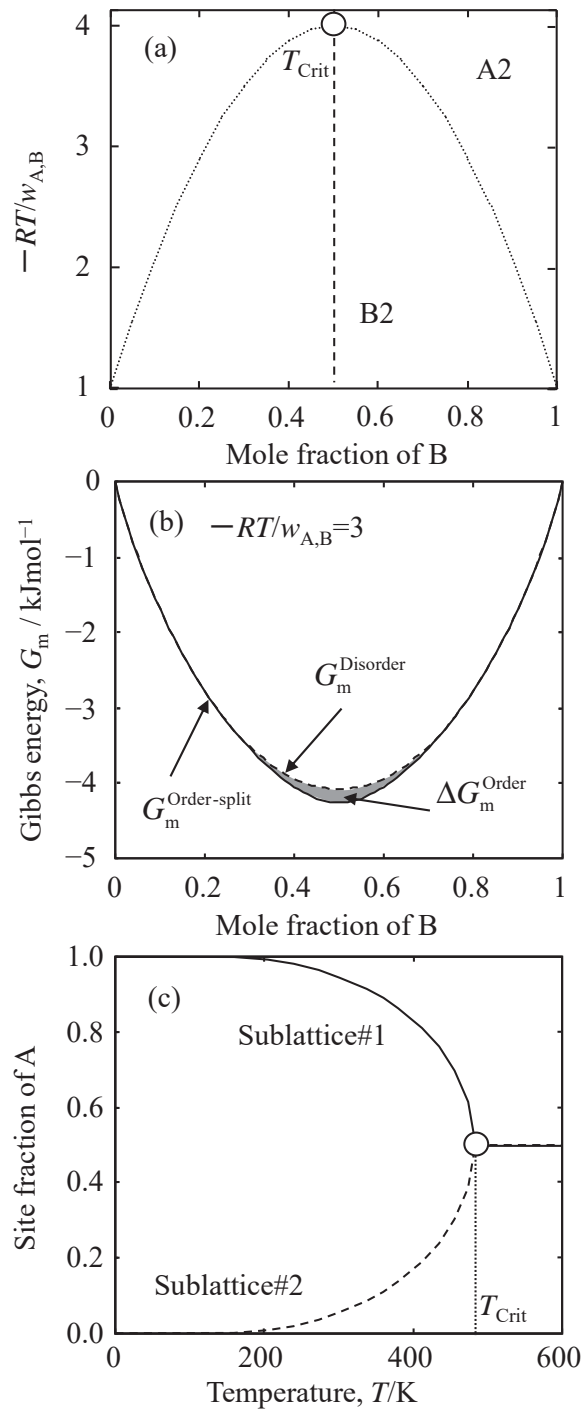 (a)
T_Crit
A2
B2
4
3
4
1
−RT/w_A,B
0 0.2 0.4 0.6 0.8 1
Mole fraction of B
(b) −RT/w_A,B=3
G_m^Disorder
G_m^Order-split
ΔG_m^Order
0
−1
−2
−3
−4
−5
Gibbs energy, G_m / kJmol⁻¹
0 0.2 0.4 0.6 0.8 1
Mole fraction of B
(c)
Sublattice#1
Sublattice#2
T_Crit
1.0
0.8
0.6
0.4
0.2
0.0
Site fraction of A
0 200 400 600
Temperature, T/K